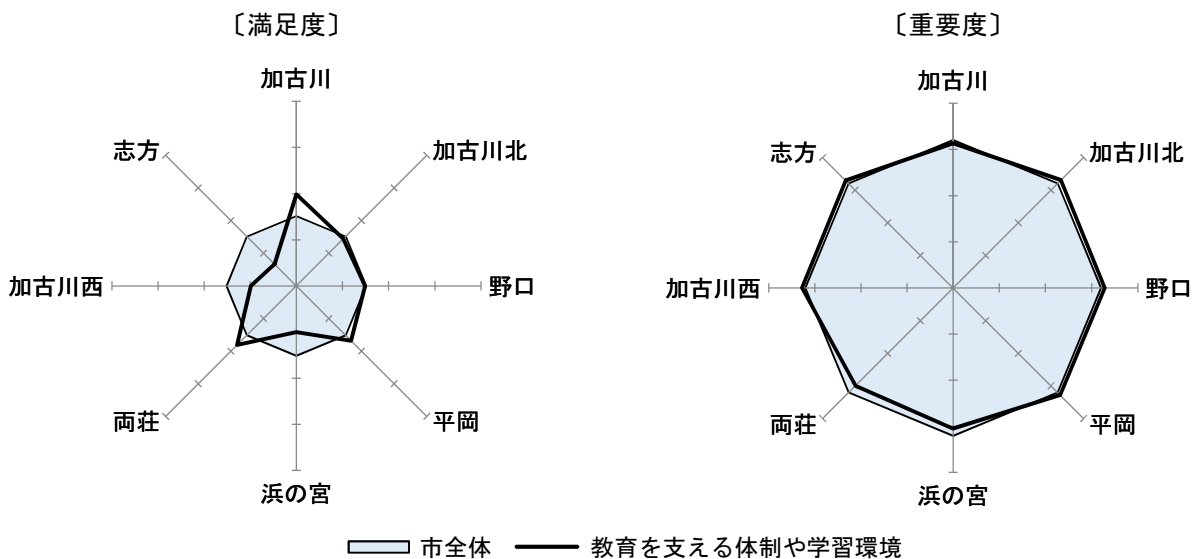 〔満足度〕
加古川
加古川北
野口
平岡
浜の宮
両荘
加古川西
志方
〔重要度〕
加古川
加古川北
野口
平岡
浜の宮
両荘
加古川西
志方
市全体
教育を支える体制や学習環境